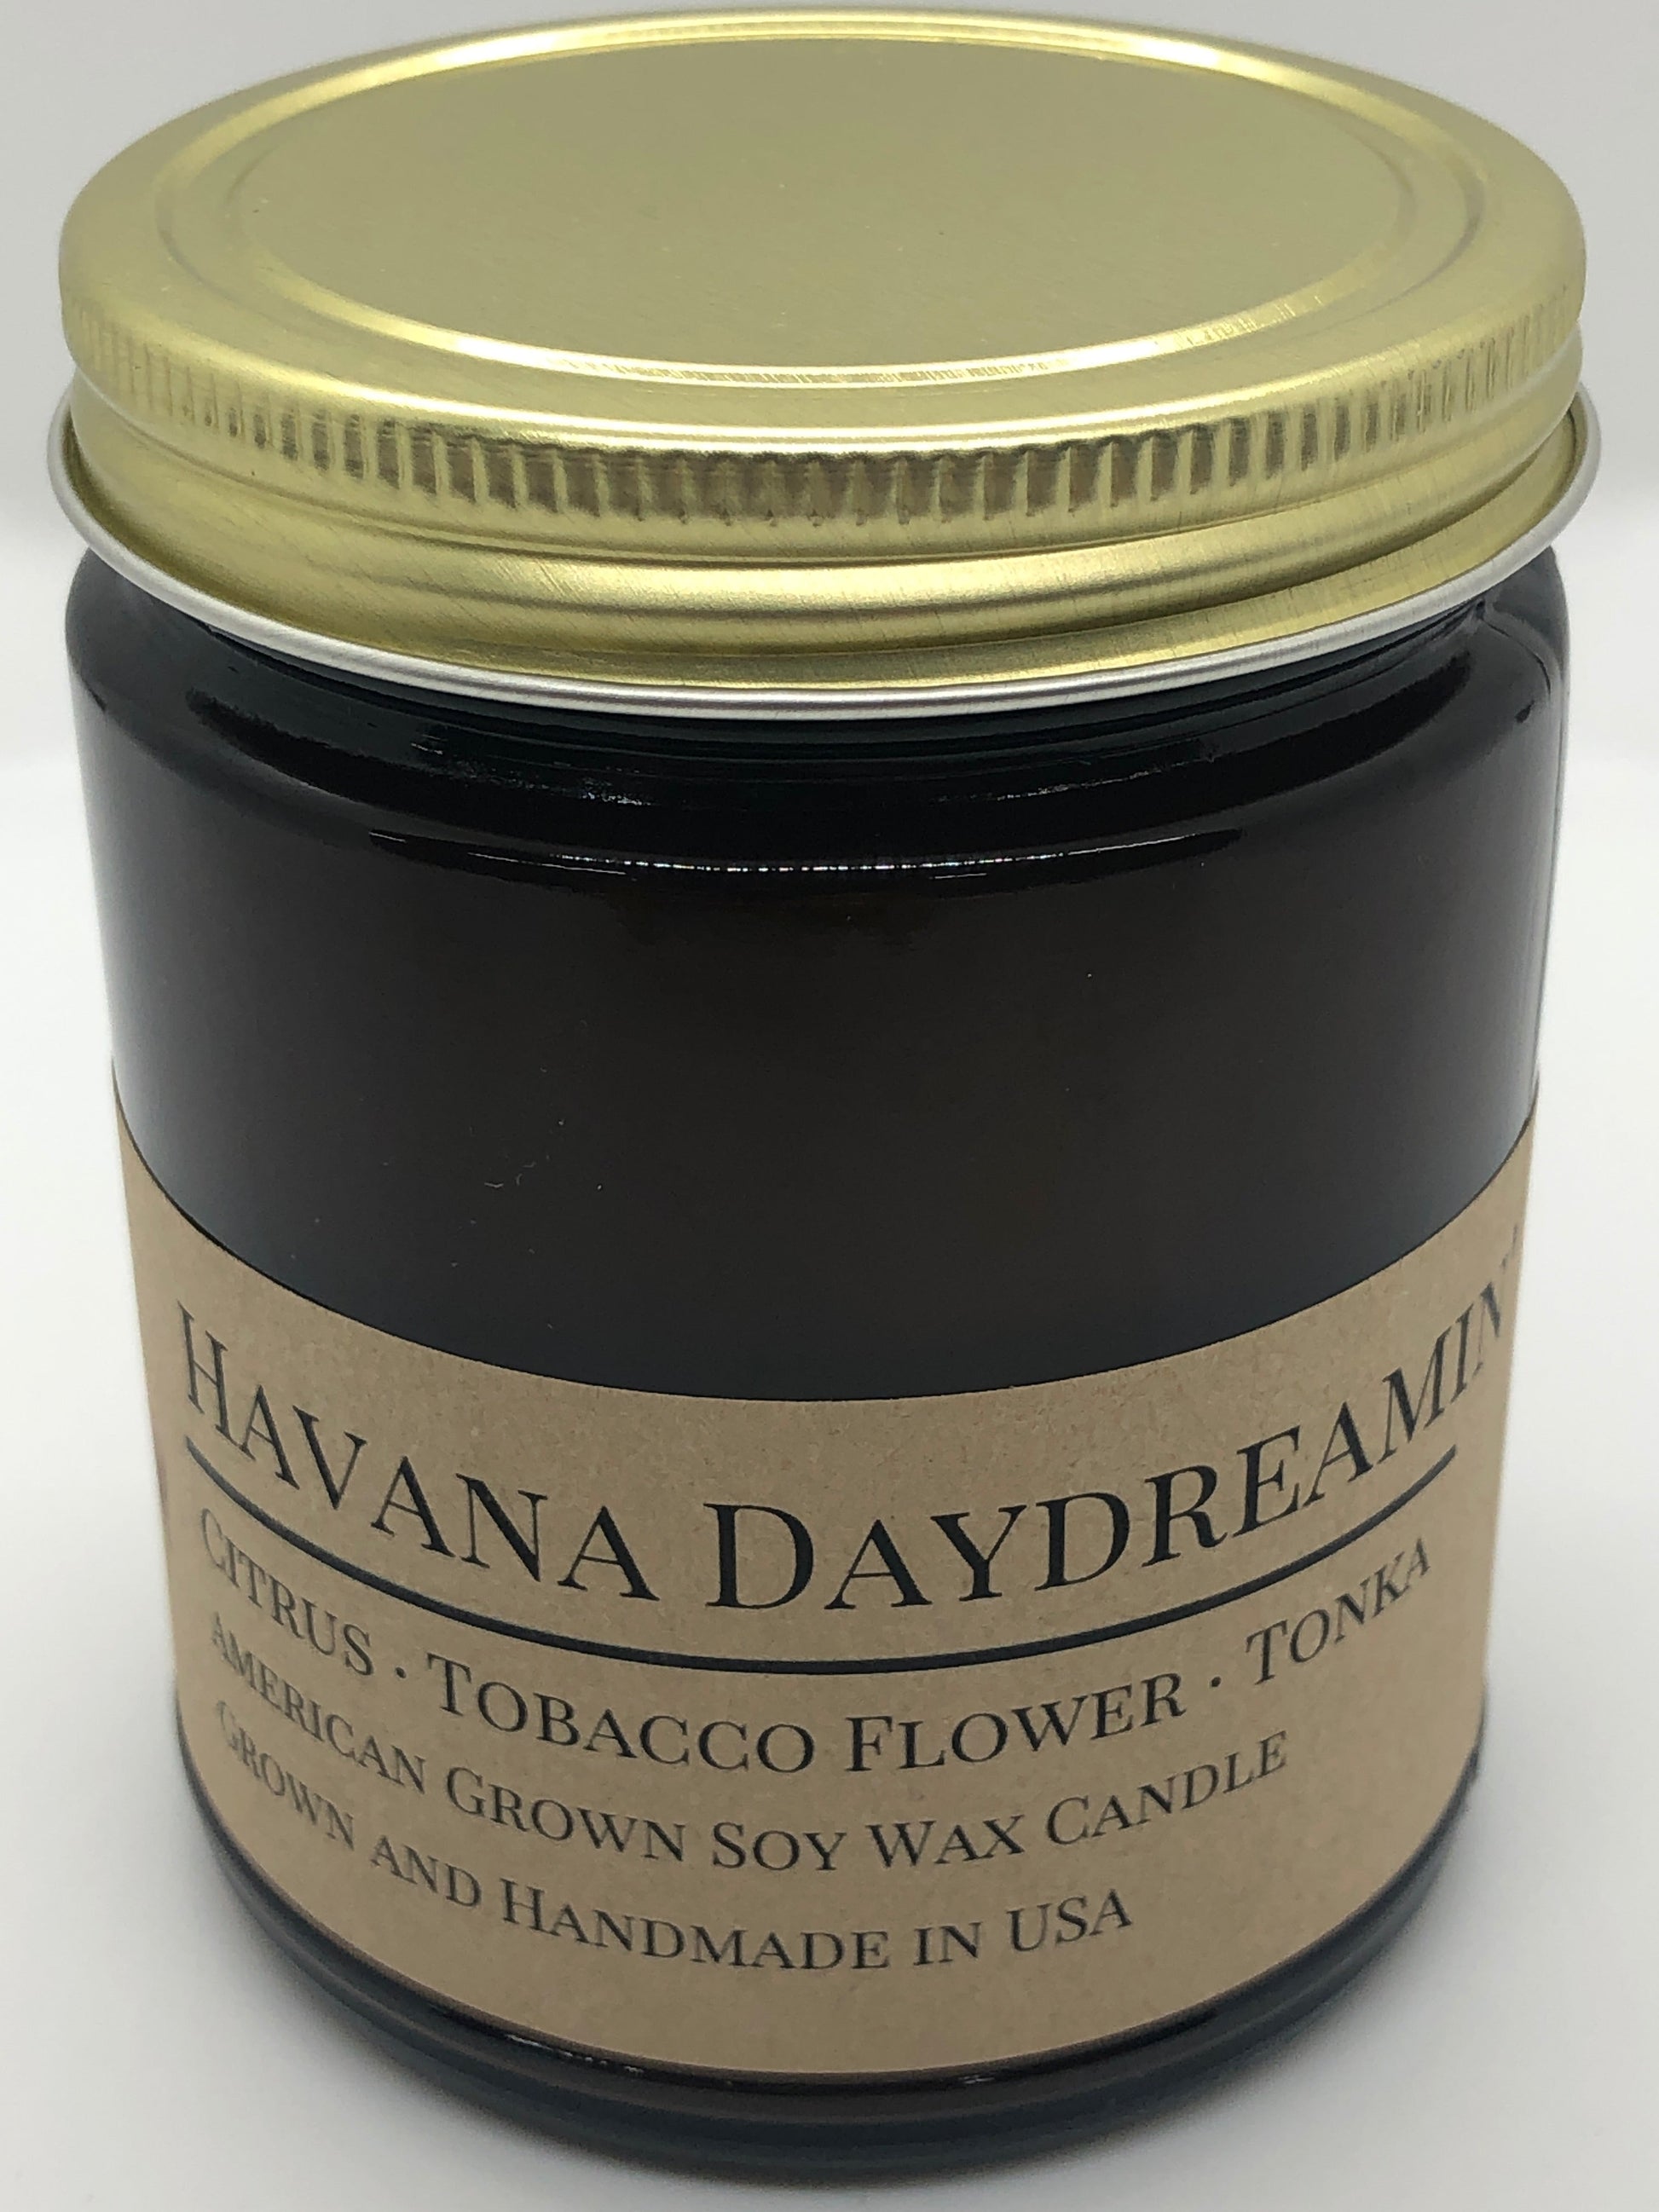 Havana Daydreamin'
Citrus · Tobacco Flower · Tonka
American Grown Soy Wax Candle
Grown and Handmade in USA